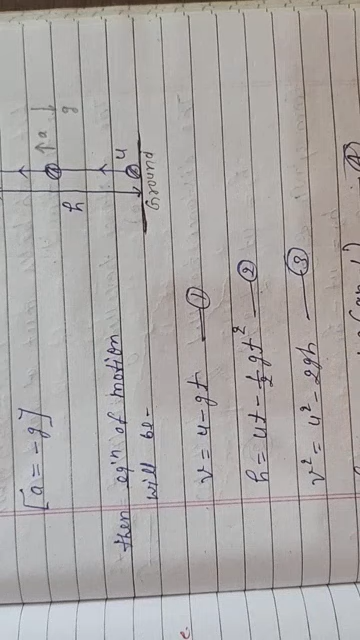 [a = -g]
↑a ↓
g
h
u
ground
then eqn of motion
will be -
v = u - gt — ①
h = ut - 1/2 gt² — ②
v² = u² - 2gh — ③